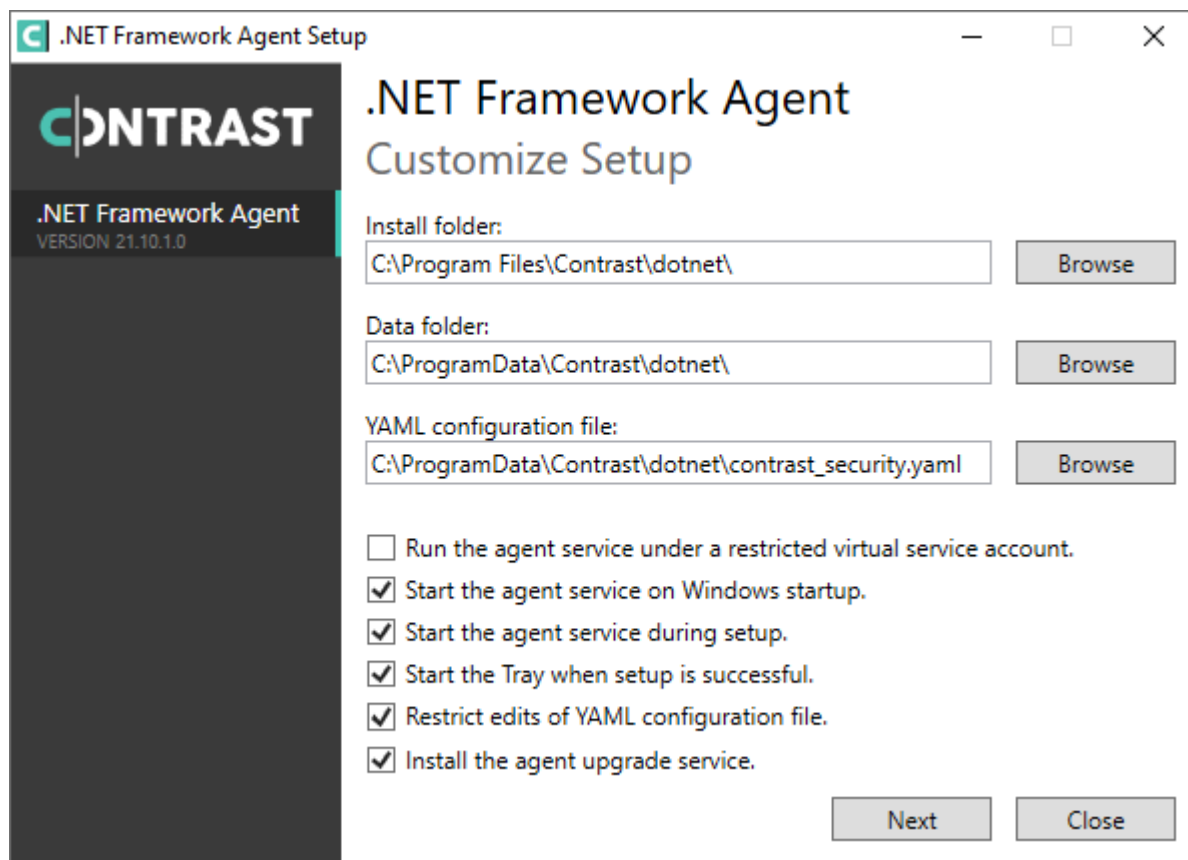 .NET Framework Agent Setup
CONTRAST
.NET Framework Agent
VERSION 21.10.1.0
.NET Framework Agent
Customize Setup
Install folder:
C:\Program Files\Contrast\dotnet\
Browse
Data folder:
C:\ProgramData\Contrast\dotnet\
Browse
YAML configuration file:
C:\ProgramData\Contrast\dotnet\contrast_security.yaml
Browse
Run the agent service under a restricted virtual service account.
Start the agent service on Windows startup.
Start the agent service during setup.
Start the Tray when setup is successful.
Restrict edits of YAML configuration file.
Install the agent upgrade service.
Next
Close